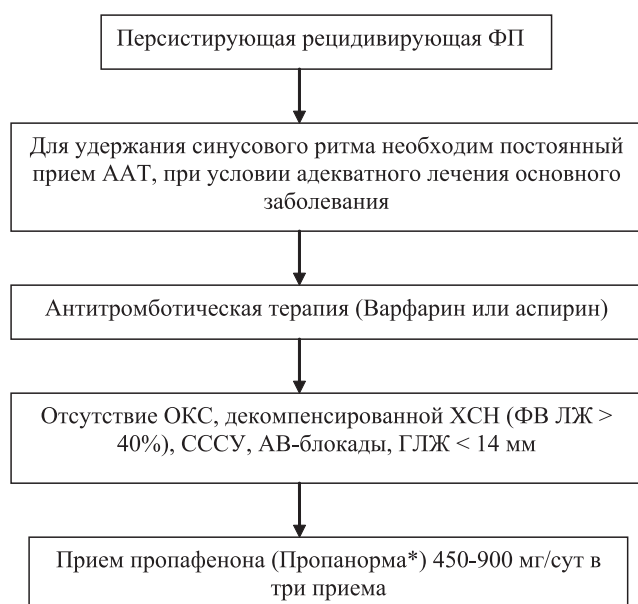 Персистирующая рецидивирующая ФП
Для удержания синусового ритма необходим постоянный
прием ААТ, при условии адекватного лечения основного
заболевания
Антитромботическая терапия (Варфарин или аспирин)
Отсутствие ОКС, декомпенсированной ХСН (ФВ ЛЖ >
40%), СССУ, АВ-блокады, ГЛЖ < 14 мм
Прием пропафенона (Пропанорма*) 450-900 мг/сут в
три приема